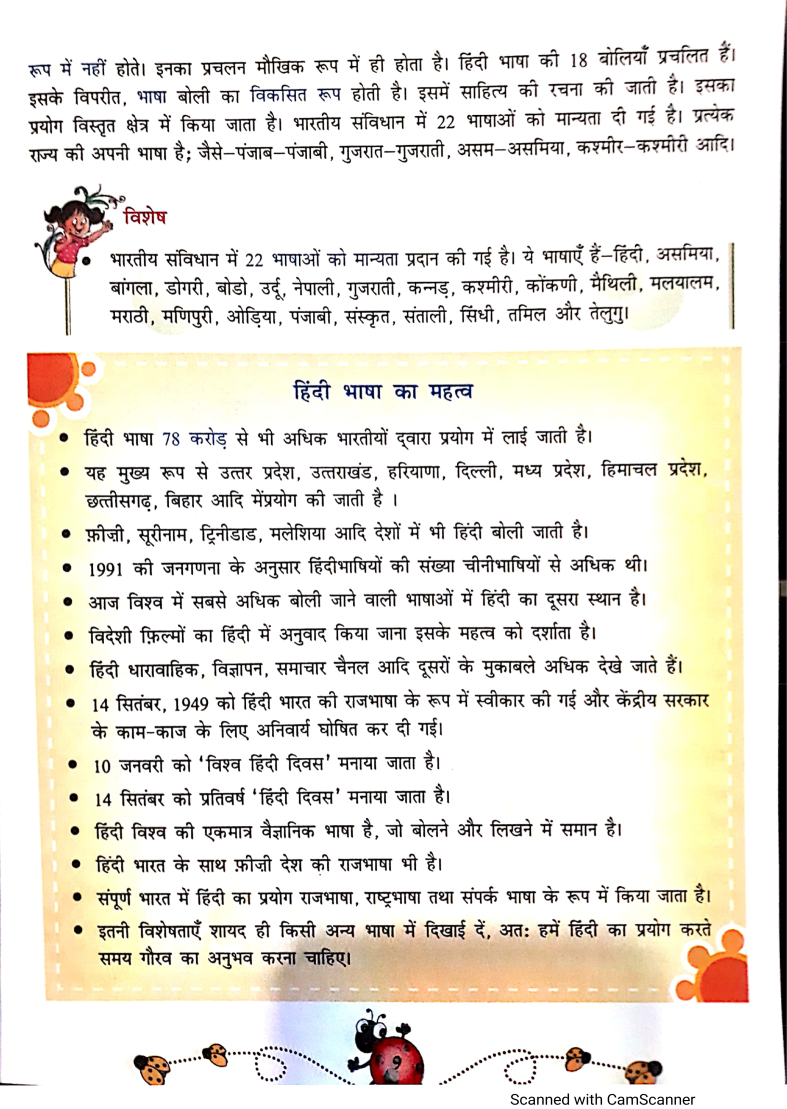 रूप में नहीं होते। इनका प्रचलन मौखिक रूप में ही होता है। हिंदी भाषा की 18 बोलियाँ प्रचलित हैं।
इसके विपरीत, भाषा बोली का विकसित रूप होती है। इसमें साहित्य की रचना की जाती है। इसका
प्रयोग विस्तृत क्षेत्र में किया जाता है। भारतीय संविधान में 22 भाषाओं को मान्यता दी गई है। प्रत्येक
राज्य की अपनी भाषा है; जैसे–पंजाब–पंजाबी, गुजरात–गुजराती, असम–असमिया, कश्मीर–कश्मीरी आदि।
विशेष
• भारतीय संविधान में 22 भाषाओं को मान्यता प्रदान की गई है। ये भाषाएँ हैं–हिंदी, असमिया,
बांगला, डोगरी, बोडो, उर्दू, नेपाली, गुजराती, कन्नड़, कश्मीरी, कोंकणी, मैथिली, मलयालम,
मराठी, मणिपुरी, ओड़िया, पंजाबी, संस्कृत, संताली, सिंधी, तमिल और तेलुगु।
हिंदी भाषा का महत्व
• हिंदी भाषा 78 करोड़ से भी अधिक भारतीयों द्वारा प्रयोग में लाई जाती है।
• यह मुख्य रूप से उत्तर प्रदेश, उत्तराखंड, हरियाणा, दिल्ली, मध्य प्रदेश, हिमाचल प्रदेश,
छत्तीसगढ़, बिहार आदि मेंप्रयोग की जाती है ।
• फ़ीज़ी, सूरीनाम, ट्रिनीडाड, मलेशिया आदि देशों में भी हिंदी बोली जाती है।
• 1991 की जनगणना के अनुसार हिंदीभाषियों की संख्या चीनीभाषियों से अधिक थी।
• आज विश्व में सबसे अधिक बोली जाने वाली भाषाओं में हिंदी का दूसरा स्थान है।
• विदेशी फ़िल्मों का हिंदी में अनुवाद किया जाना इसके महत्व को दर्शाता है।
• हिंदी धारावाहिक, विज्ञापन, समाचार चैनल आदि दूसरों के मुकाबले अधिक देखे जाते हैं।
• 14 सितंबर, 1949 को हिंदी भारत की राजभाषा के रूप में स्वीकार की गई और केंद्रीय सरकार
के काम-काज के लिए अनिवार्य घोषित कर दी गई।
• 10 जनवरी को ‘विश्व हिंदी दिवस’ मनाया जाता है।
• 14 सितंबर को प्रतिवर्ष ‘हिंदी दिवस’ मनाया जाता है।
• हिंदी विश्व की एकमात्र वैज्ञानिक भाषा है, जो बोलने और लिखने में समान है।
• हिंदी भारत के साथ फ़ीज़ी देश की राजभाषा भी है।
• संपूर्ण भारत में हिंदी का प्रयोग राजभाषा, राष्ट्रभाषा तथा संपर्क भाषा के रूप में किया जाता है।
• इतनी विशेषताएँ शायद ही किसी अन्य भाषा में दिखाई दें, अतः हमें हिंदी का प्रयोग करते
समय गौरव का अनुभव करना चाहिए।
9
Scanned with CamScanner